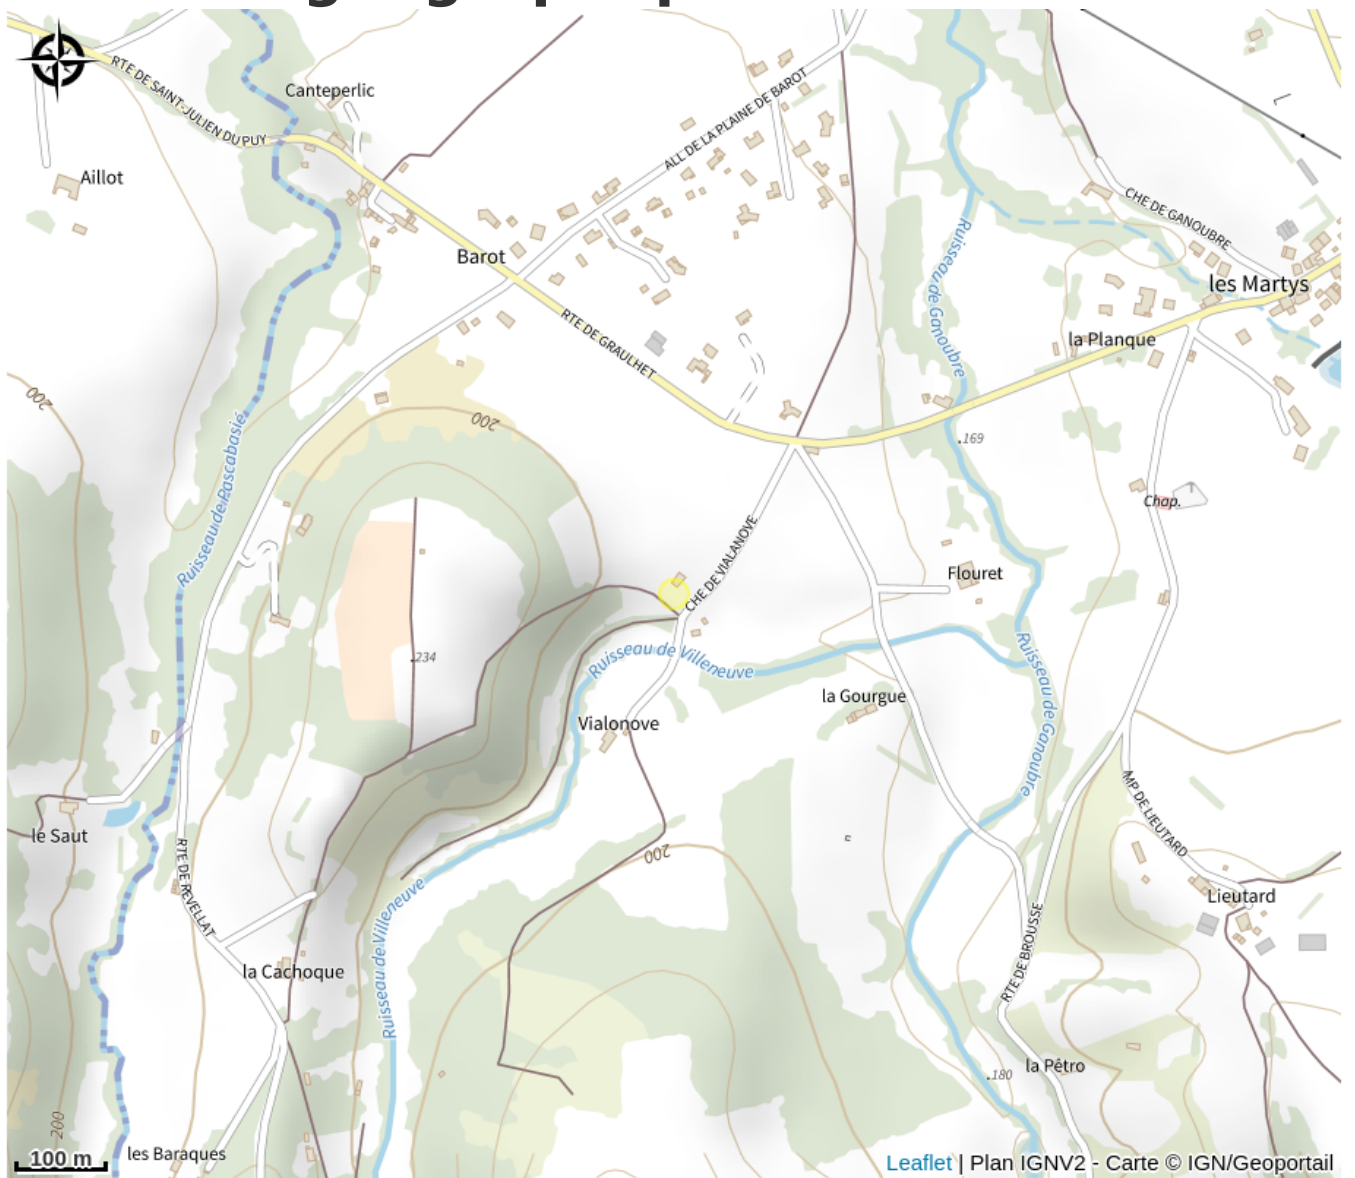 RTE DE SAINT-JULIEN DU PUY
Canteperlic
ALL DE LA PLAINE DE BAROT
Aillot
CHE DE GANOUBRE
Ruisseau de Ganoubre
Barot
les Martys
RTE DE GRAULHET
la Planque
200
200
Ruisseau de Pascabasié
169
Chap.
CHE DE VIALANOVE
Flouret
234
Ruisseau de Villeneuve
Ruisseau de Ganoubre
la Gourgue
Vialonove
IMP DE LIEUTARD
le Saut
200
RTE DE REVELLAT
Lieutard
Ruisseau de Villeneuve
RTE DE BROUSSE
la Cachoque
la Pêtro
180
200
les Baraques
100 m
Leaflet | Plan IGNV2 - Carte © IGN/Geoportail